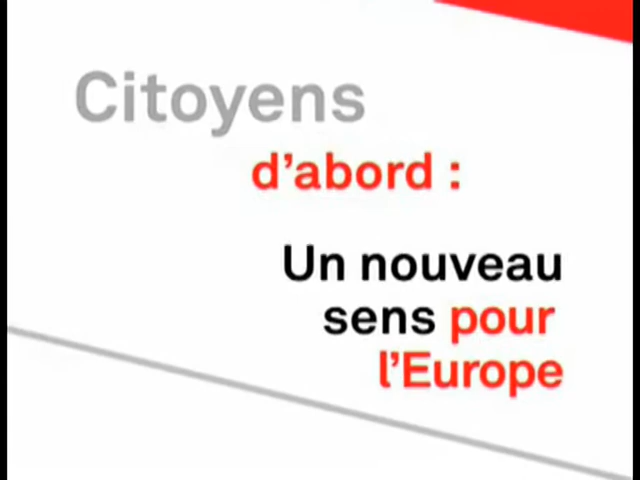 Citoyens
d’abord :
Un nouveau
sens pour
l’Europe